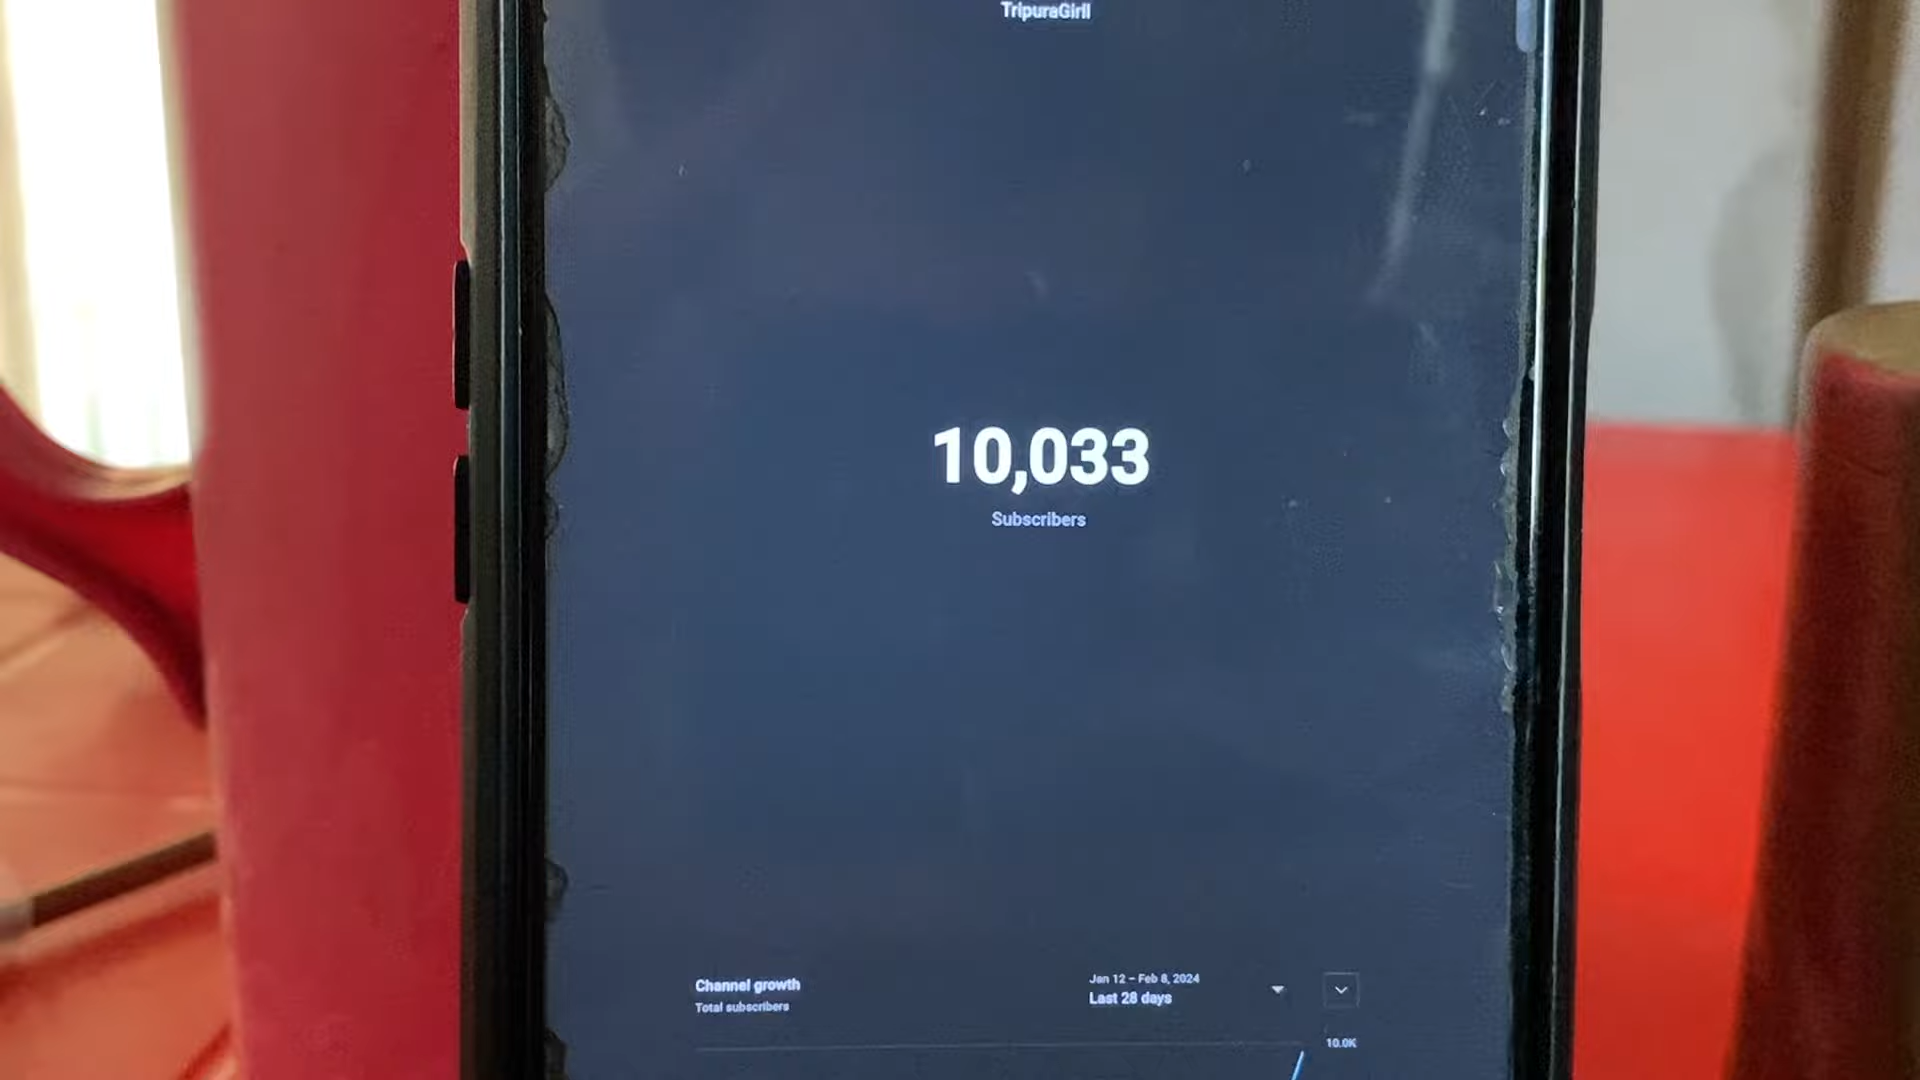 TripuraGirll
10,033
Subscribers
Channel growth
Total subscribers
Jan 12 – Feb 8, 2024
Last 28 days
10.0K